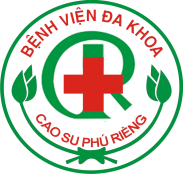 BỆNH VIỆN ĐA KHOA
CAO SU PHÚ RIỀNG